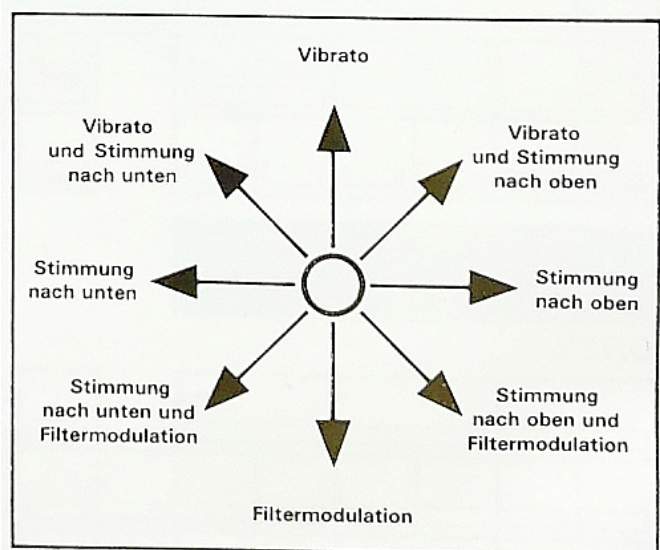 Vibrato
Vibrato
und Stimmung
nach unten
Vibrato
und Stimmung
nach oben
Stimmung
nach unten
Stimmung
nach oben
Stimmung
nach unten und
Filtermodulation
Stimmung
nach oben und
Filtermodulation
Filtermodulation